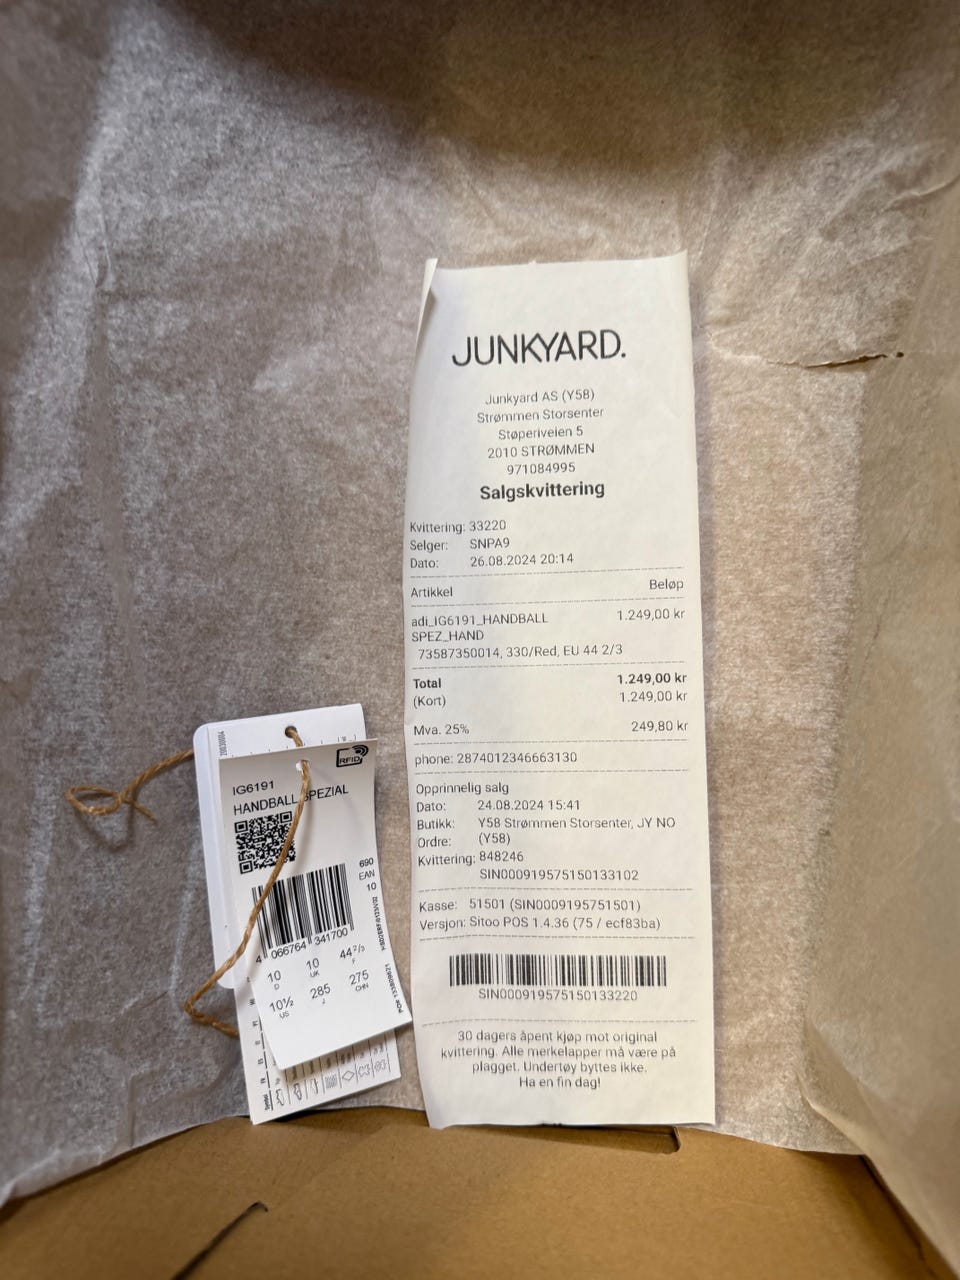 JUNKYARD.
Junkyard AS (Y58)
Strømmen Storsenter
Støperiveien 5
2010 STRØMMEN
971084995
Salgskvittering
Kvittering: 33220
Selger: SNPA9
Dato: 26.08.2024 20:14
Artikkel Beløp
adi_IG6191_HANDBALL 1.249,00 kr
SPEZ_HAND
73587350014, 330/Red, EU 44 2/3
Total 1.249,00 kr
(Kort) 1.249,00 kr
Mva. 25% 249,80 kr
phone: 2874012346663130
Opprinnelig salg
Dato: 24.08.2024 15:41
Butikk: Y58 Strømmen Storsenter, JY NO
Ordre: (Y58)
Kvittering: 848246
SIN000919575150133102
Kasse: 51501 (SIN0009195751501)
Versjon: Sitoo POS 1.4.36 (75 / ecf83ba)
SIN000919575150133220
30 dagers åpent kjøp mot original
kvittering. Alle merkelapper må være på
plagget. Undertøy byttes ikke.
Ha en fin dag!
RFID
IG6191
HANDBALL SPEZIAL
690
EAN
10
4 066764 341700
10 10 44 2/3
D UK F
10½ 285 275
US J CHN